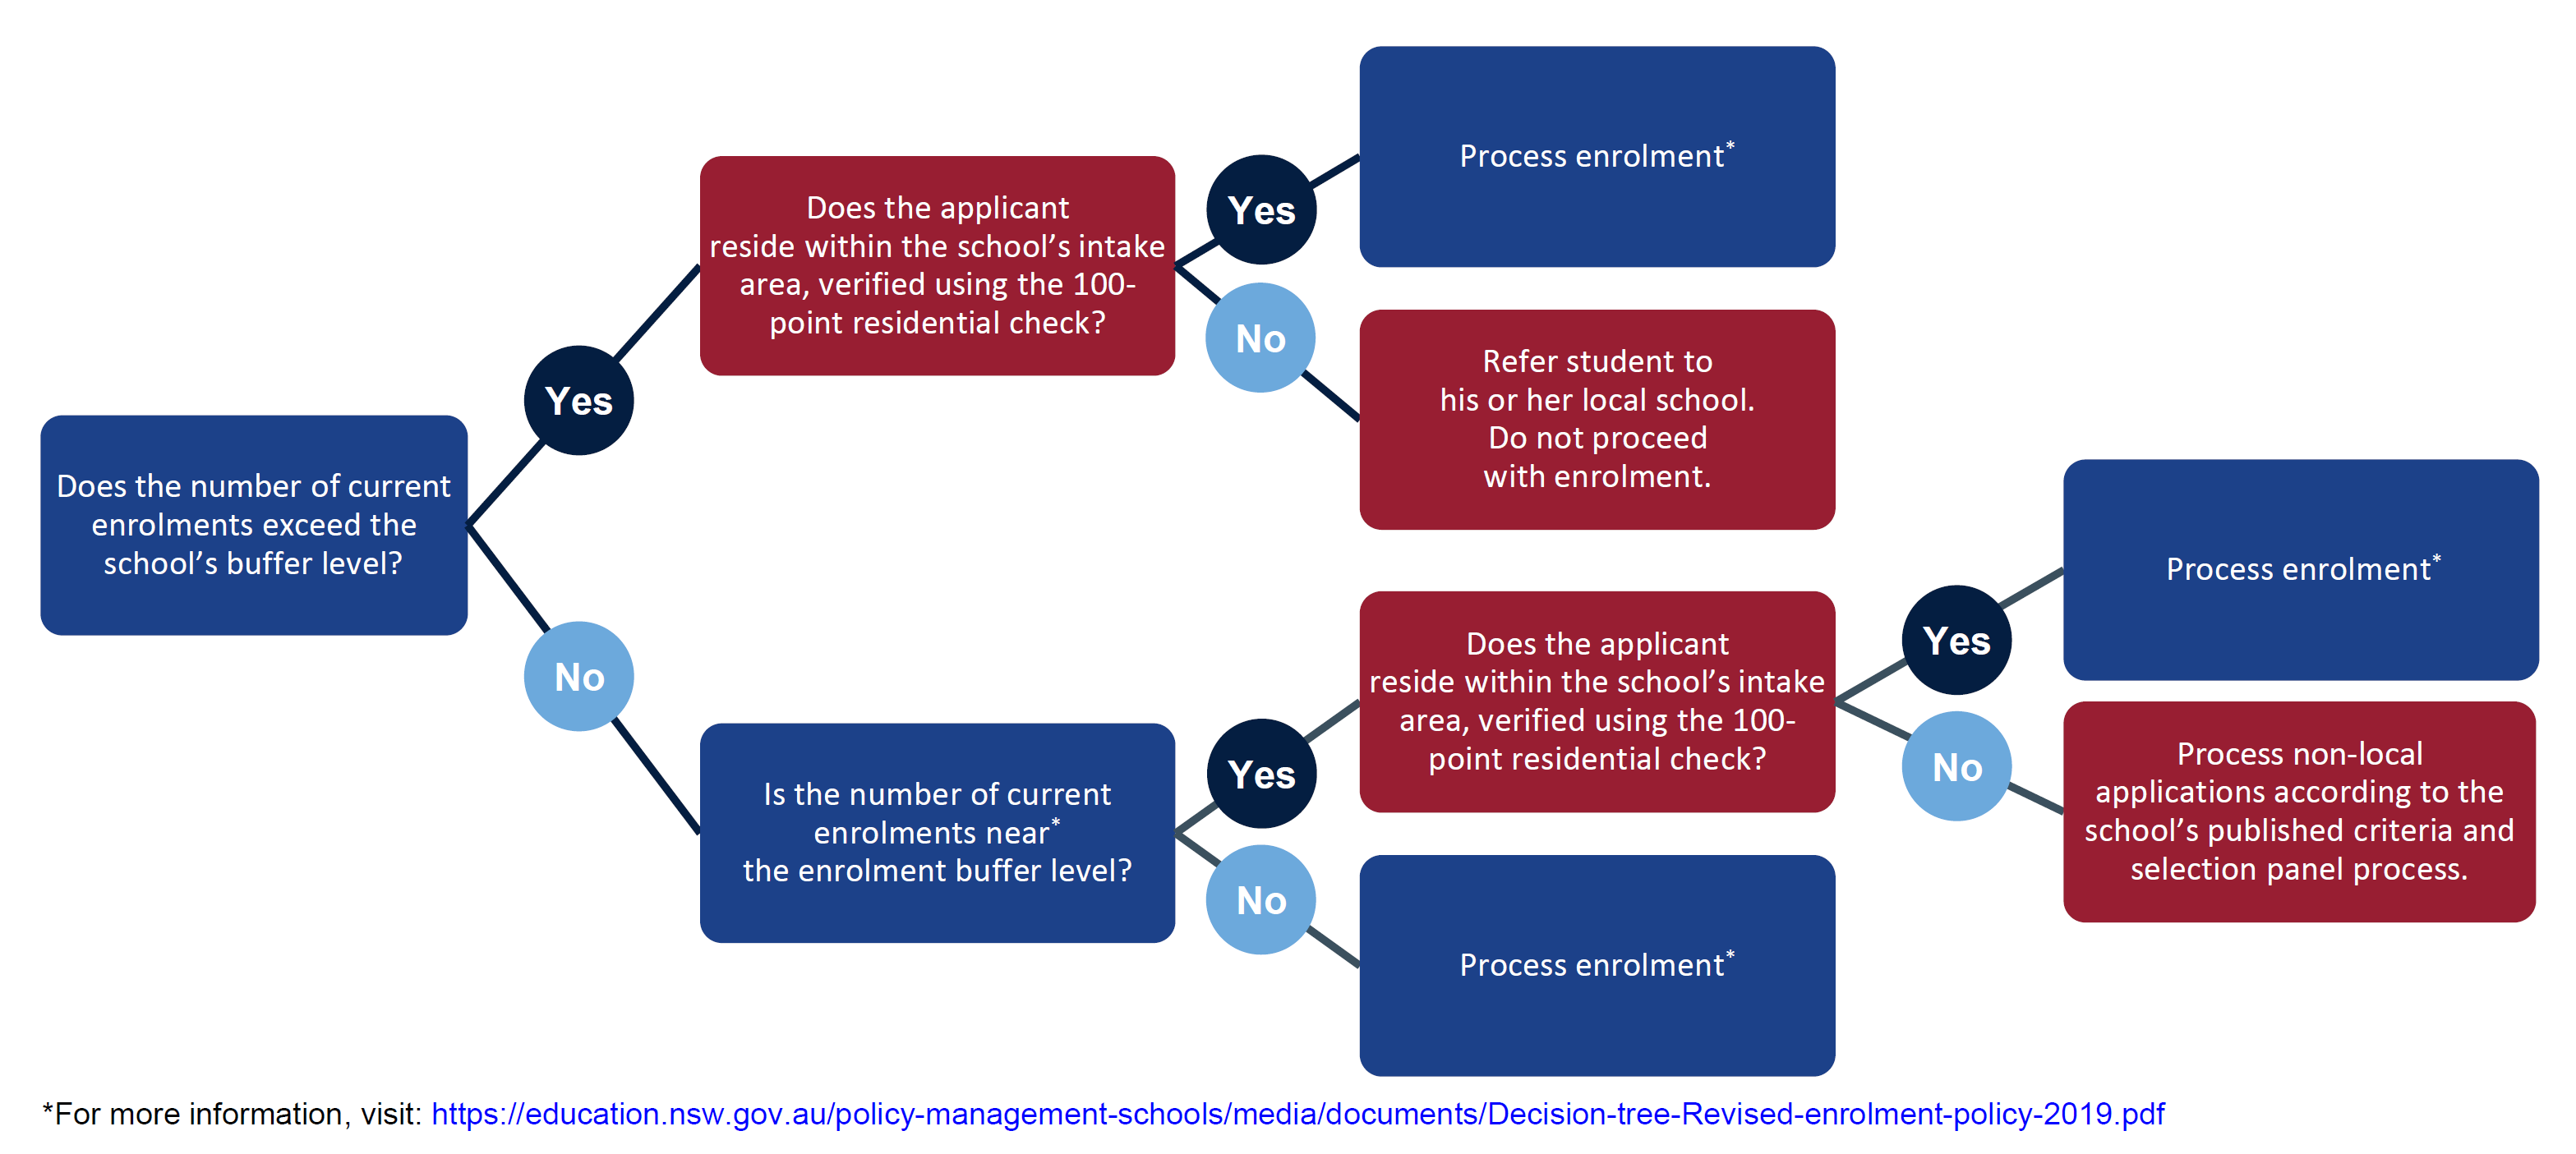 Does the number of current
enrolments exceed the
school’s buffer level?
Yes
Does the applicant
reside within the school’s intake
area, verified using the 100-
point residential check?
Yes
Process enrolment*
No
Refer student to
his or her local school.
Do not proceed
with enrolment.
No
Is the number of current
enrolments near*
the enrolment buffer level?
Yes
Does the applicant
reside within the school’s intake
area, verified using the 100-
point residential check?
Yes
Process enrolment*
No
Process non-local
applications according to the
school’s published criteria and
selection panel process.
No
Process enrolment*
*For more information, visit: https://education.nsw.gov.au/policy-management-schools/media/documents/Decision-tree-Revised-enrolment-policy-2019.pdf